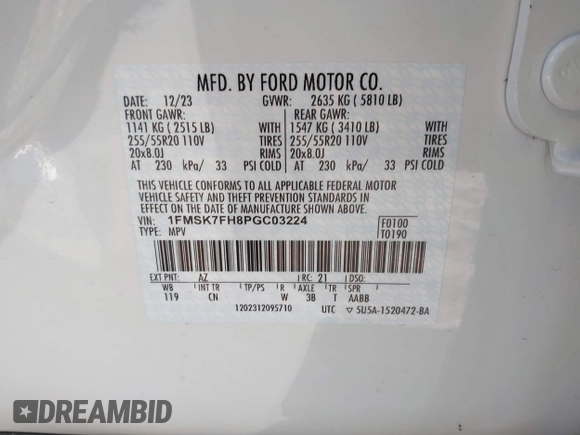 MFD. BY FORD MOTOR CO.
DATE: 12/23 GVWR: 2635 KG ( 5810 LB)
FRONT GAWR: REAR GAWR:
1141 KG ( 2515 LB) WITH 1547 KG ( 3410 LB) WITH
255/55R20 110V TIRES 255/55R20 110V TIRES
20x8.0J RIMS 20x8.0J RIMS
AT 230 kPa/ 33 PSI COLD AT 230 kPa/ 33 PSI COLD
THIS VEHICLE CONFORMS TO ALL APPLICABLE FEDERAL MOTOR
VEHICLE SAFETY AND THEFT PREVENTION STANDARDS IN
EFFECT ON THE DATE OF MANUFACTURE SHOWN ABOVE.
VIN: 1FMSK7FH8PGC03224 F0100
TYPE: MPV T0190
EXT PNT: AZ RC: 21 DSO:
WB INT TR TP/PS R AXLE TR SPR
119 CN W 3B T AABB
1202312095710 UTC ▽ 5U5A-1520472-BA
DREAMBID